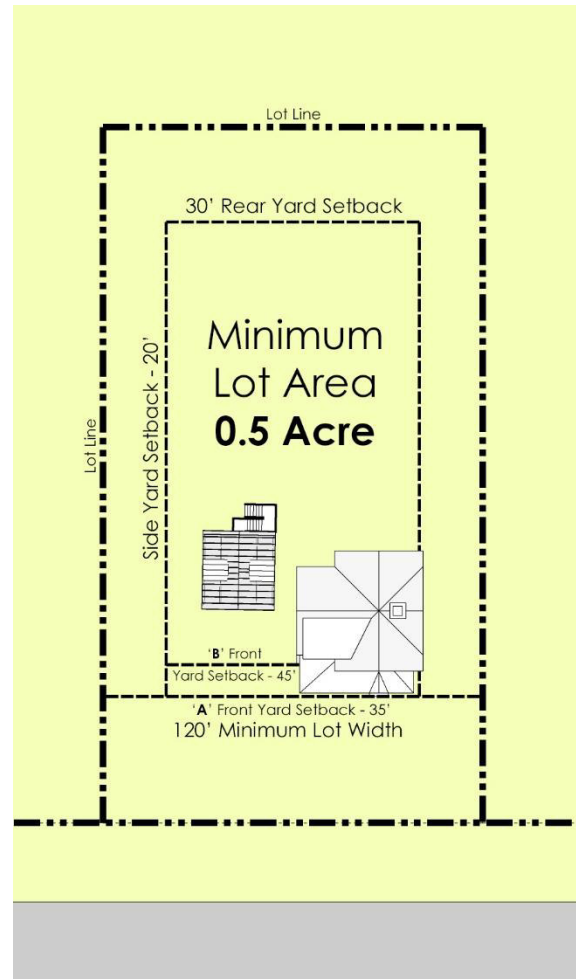 Lot Line
30’ Rear Yard Setback
Minimum
Lot Area
0.5 Acre
Side Yard Setback - 20’
Lot Line
‘B’ Front
Yard Setback - 45’
‘A’ Front Yard Setback - 35’
120’ Minimum Lot Width